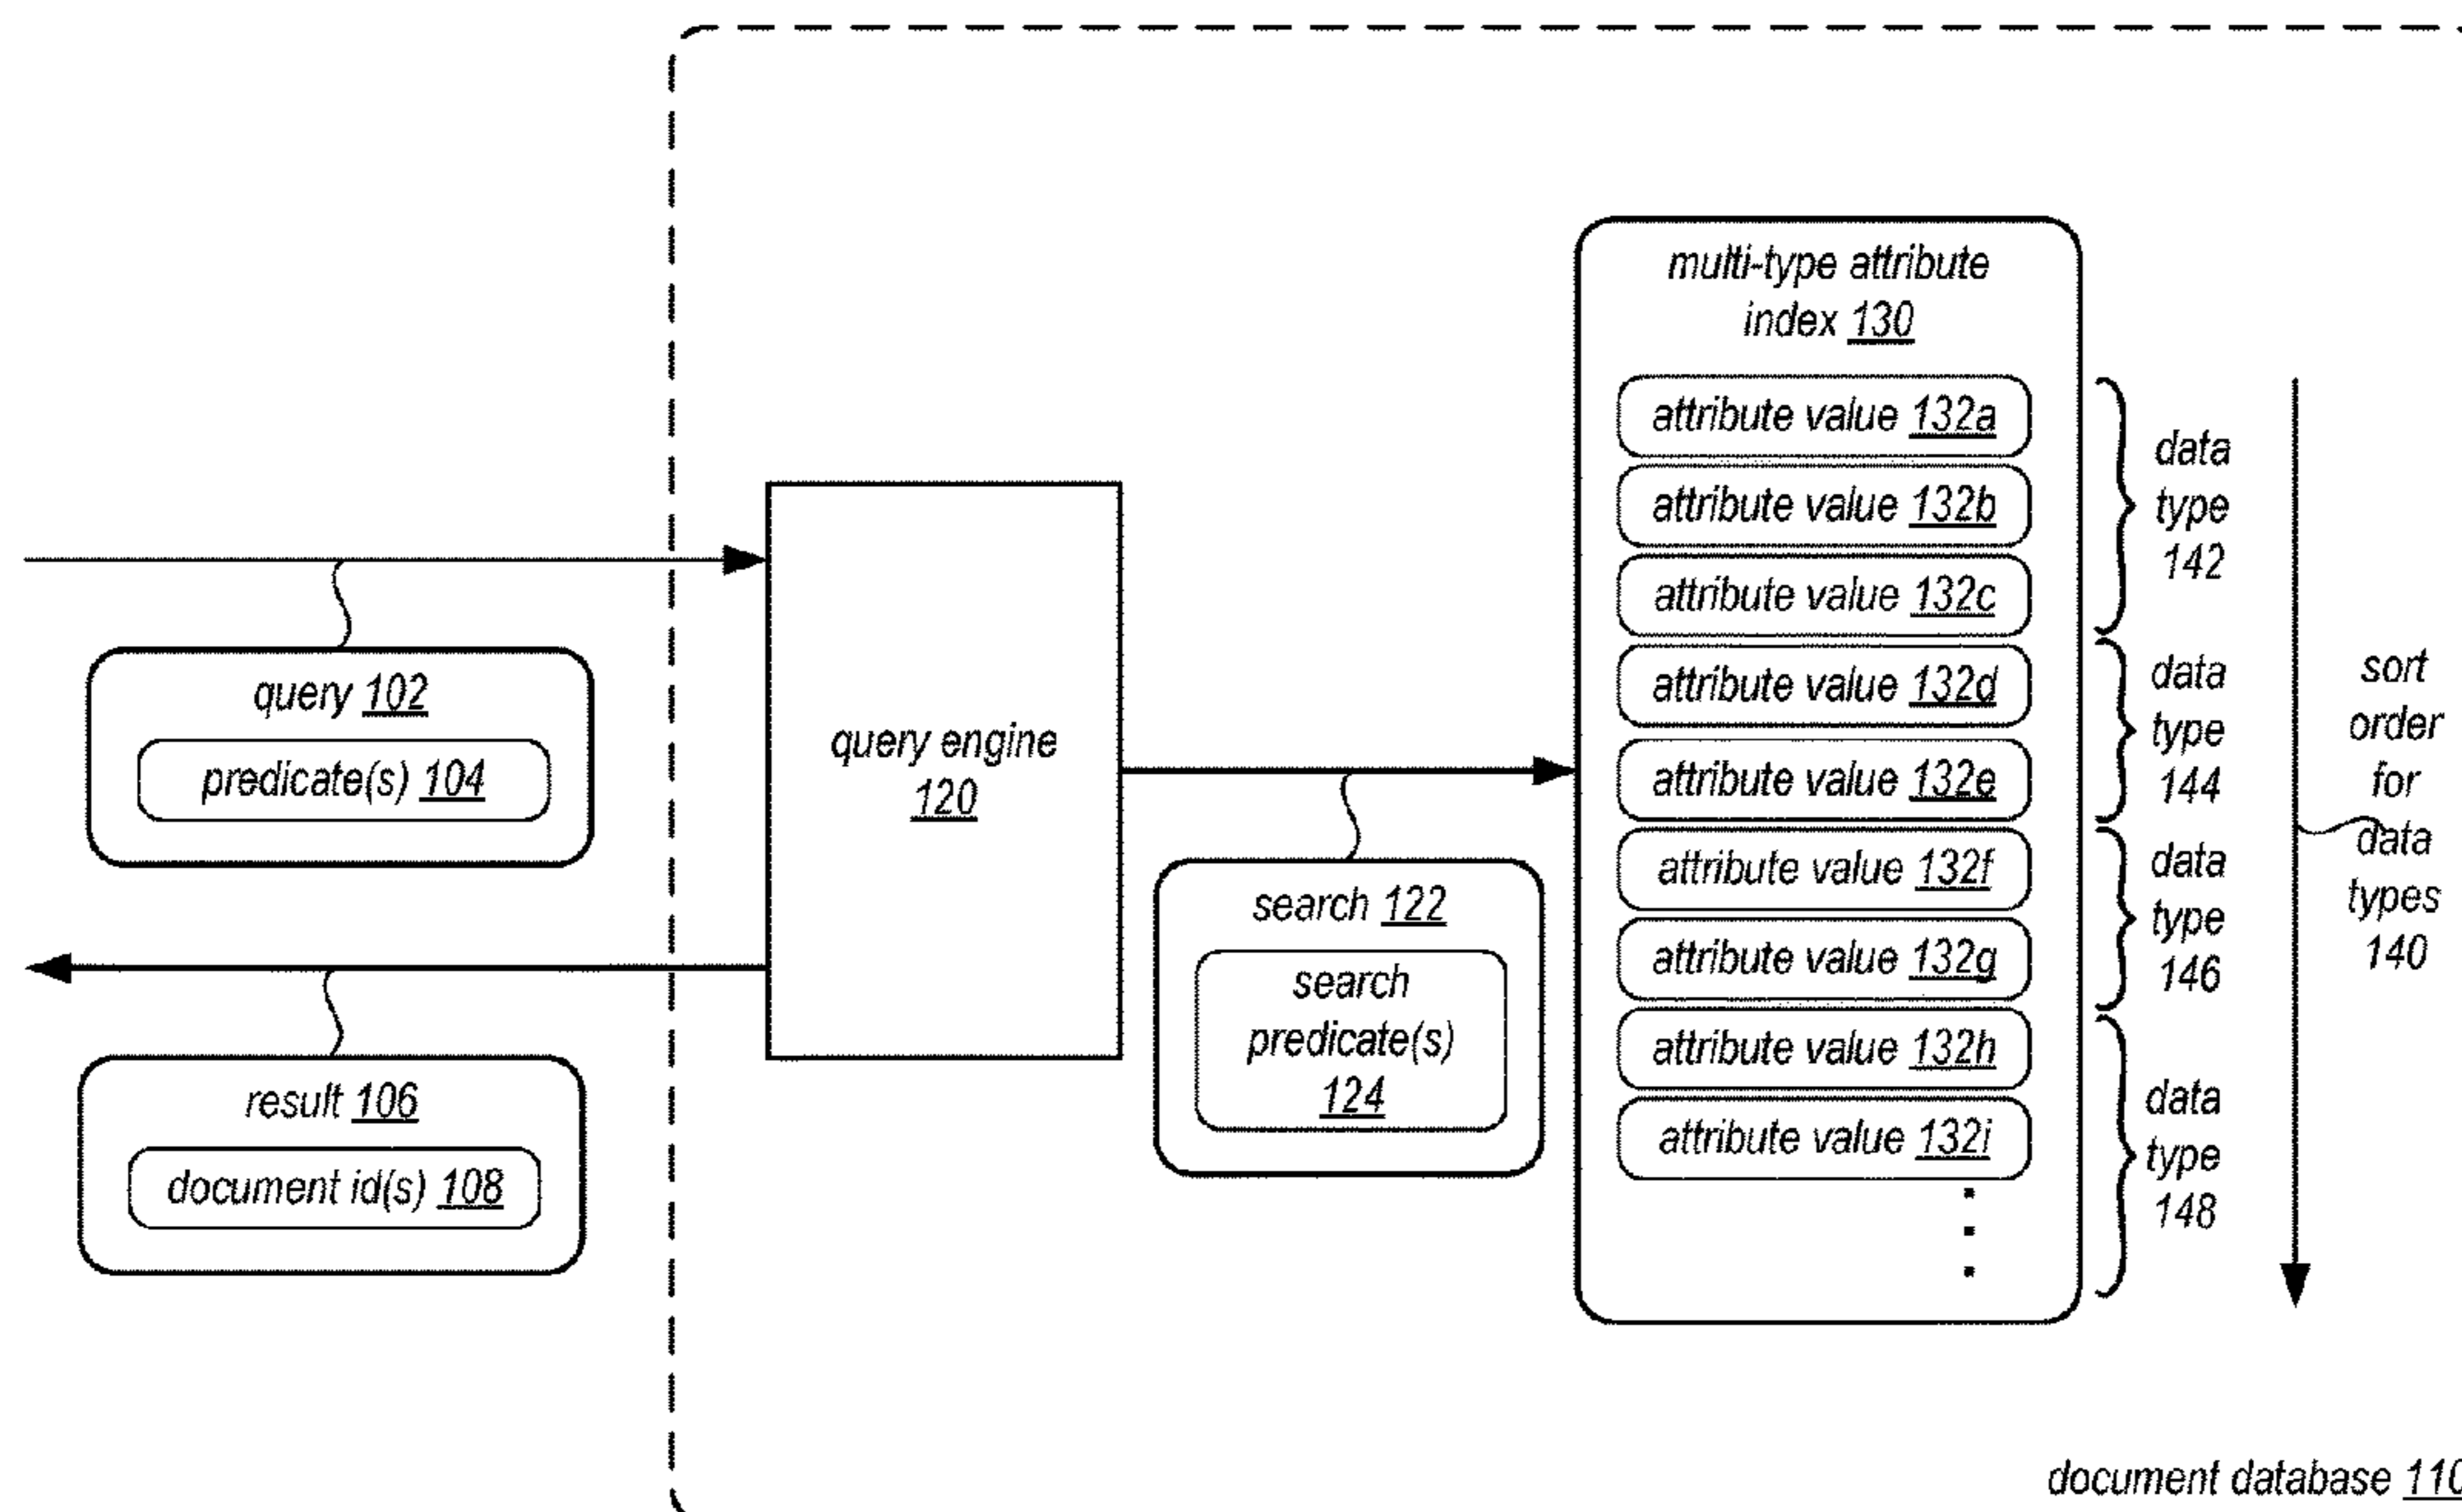 query 102
predicate(s) 104
result 106
document id(s) 108
query engine
120
search 122
search
predicate(s)
124
multi-type attribute
index 130
attribute value 132a
attribute value 132b
attribute value 132c
attribute value 132d
attribute value 132e
attribute value 132f
attribute value 132g
attribute value 132h
attribute value 132i
data
type
142
data
type
144
data
type
146
data
type
148
sort
order
for
data
types
140
document database 110